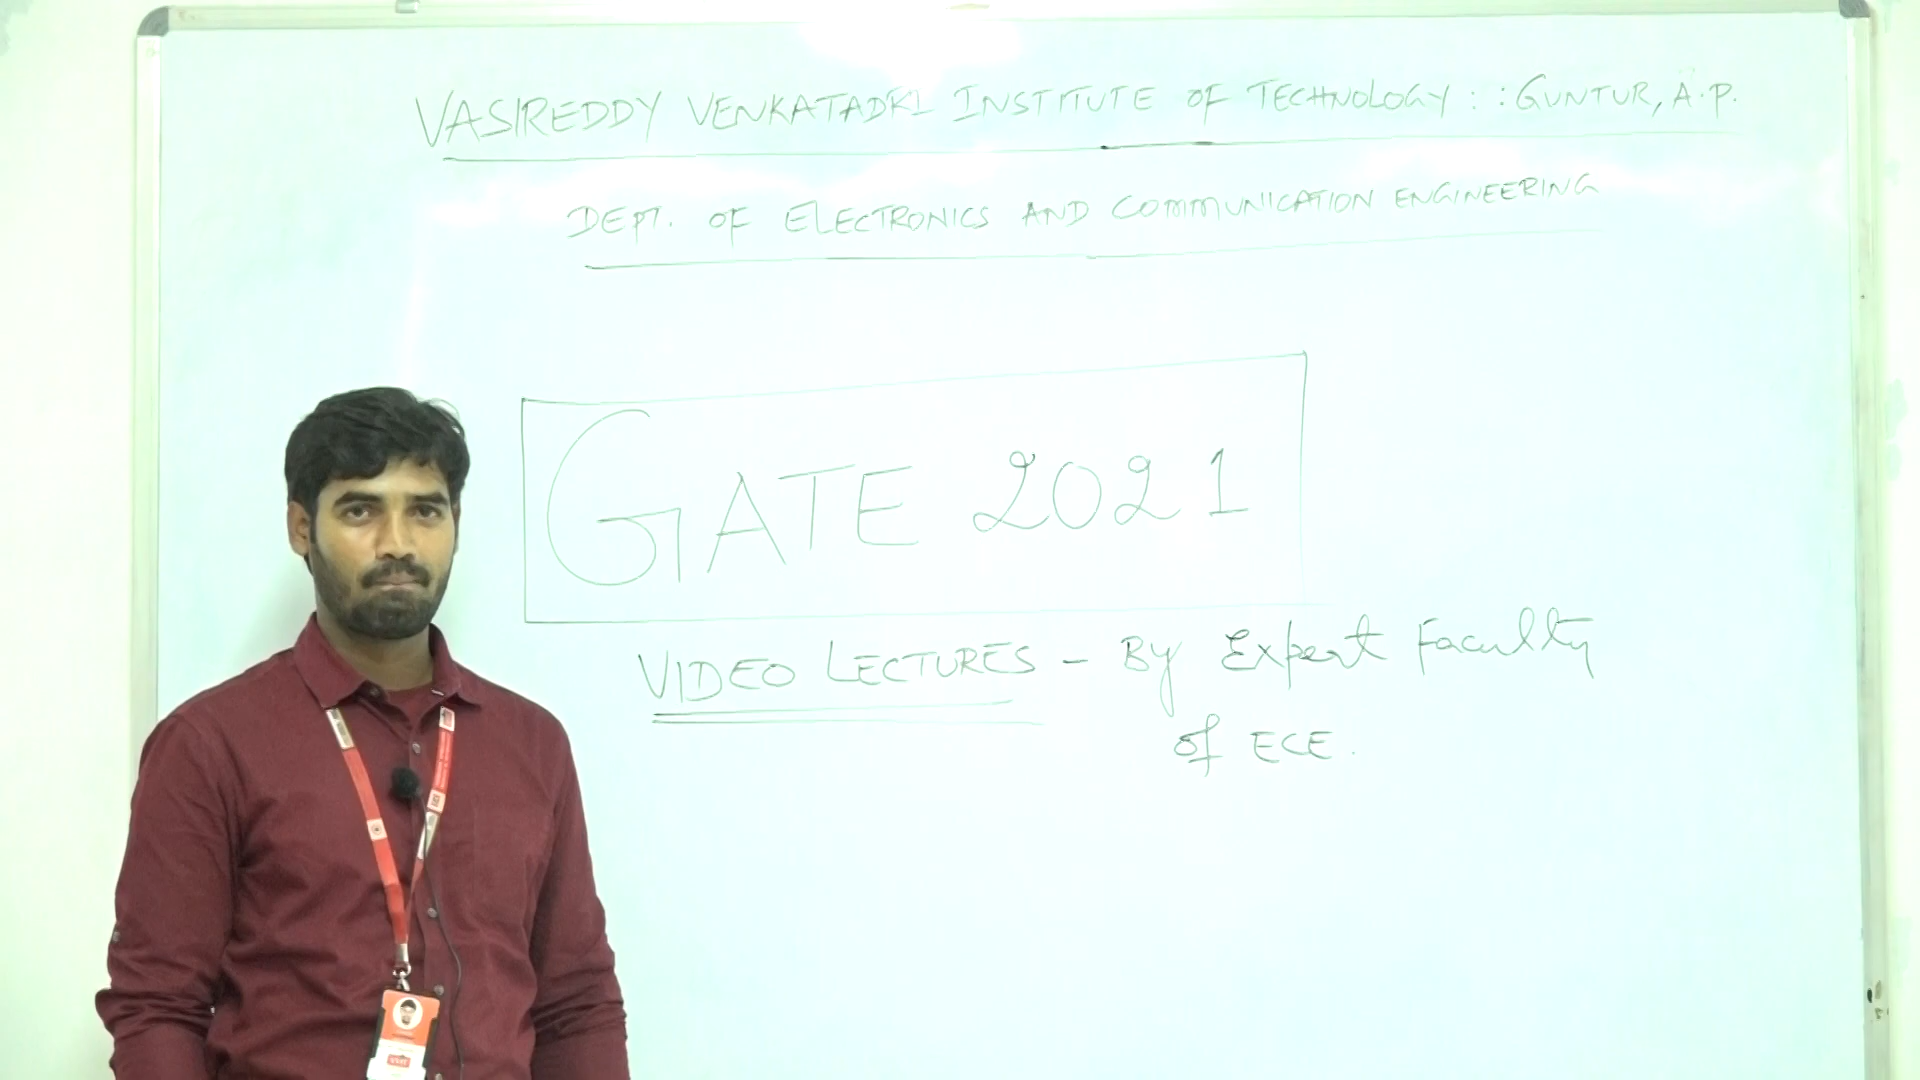 VASIREDDY VENKATADRI INSTITUTE OF TECHNOLOGY : : GUNTUR, A.P.
DEPT. OF ELECTRONICS AND COMMUNICATION ENGINEERING
GATE 2021
VIDEO LECTURES - By Expert Faculty
of ECE.